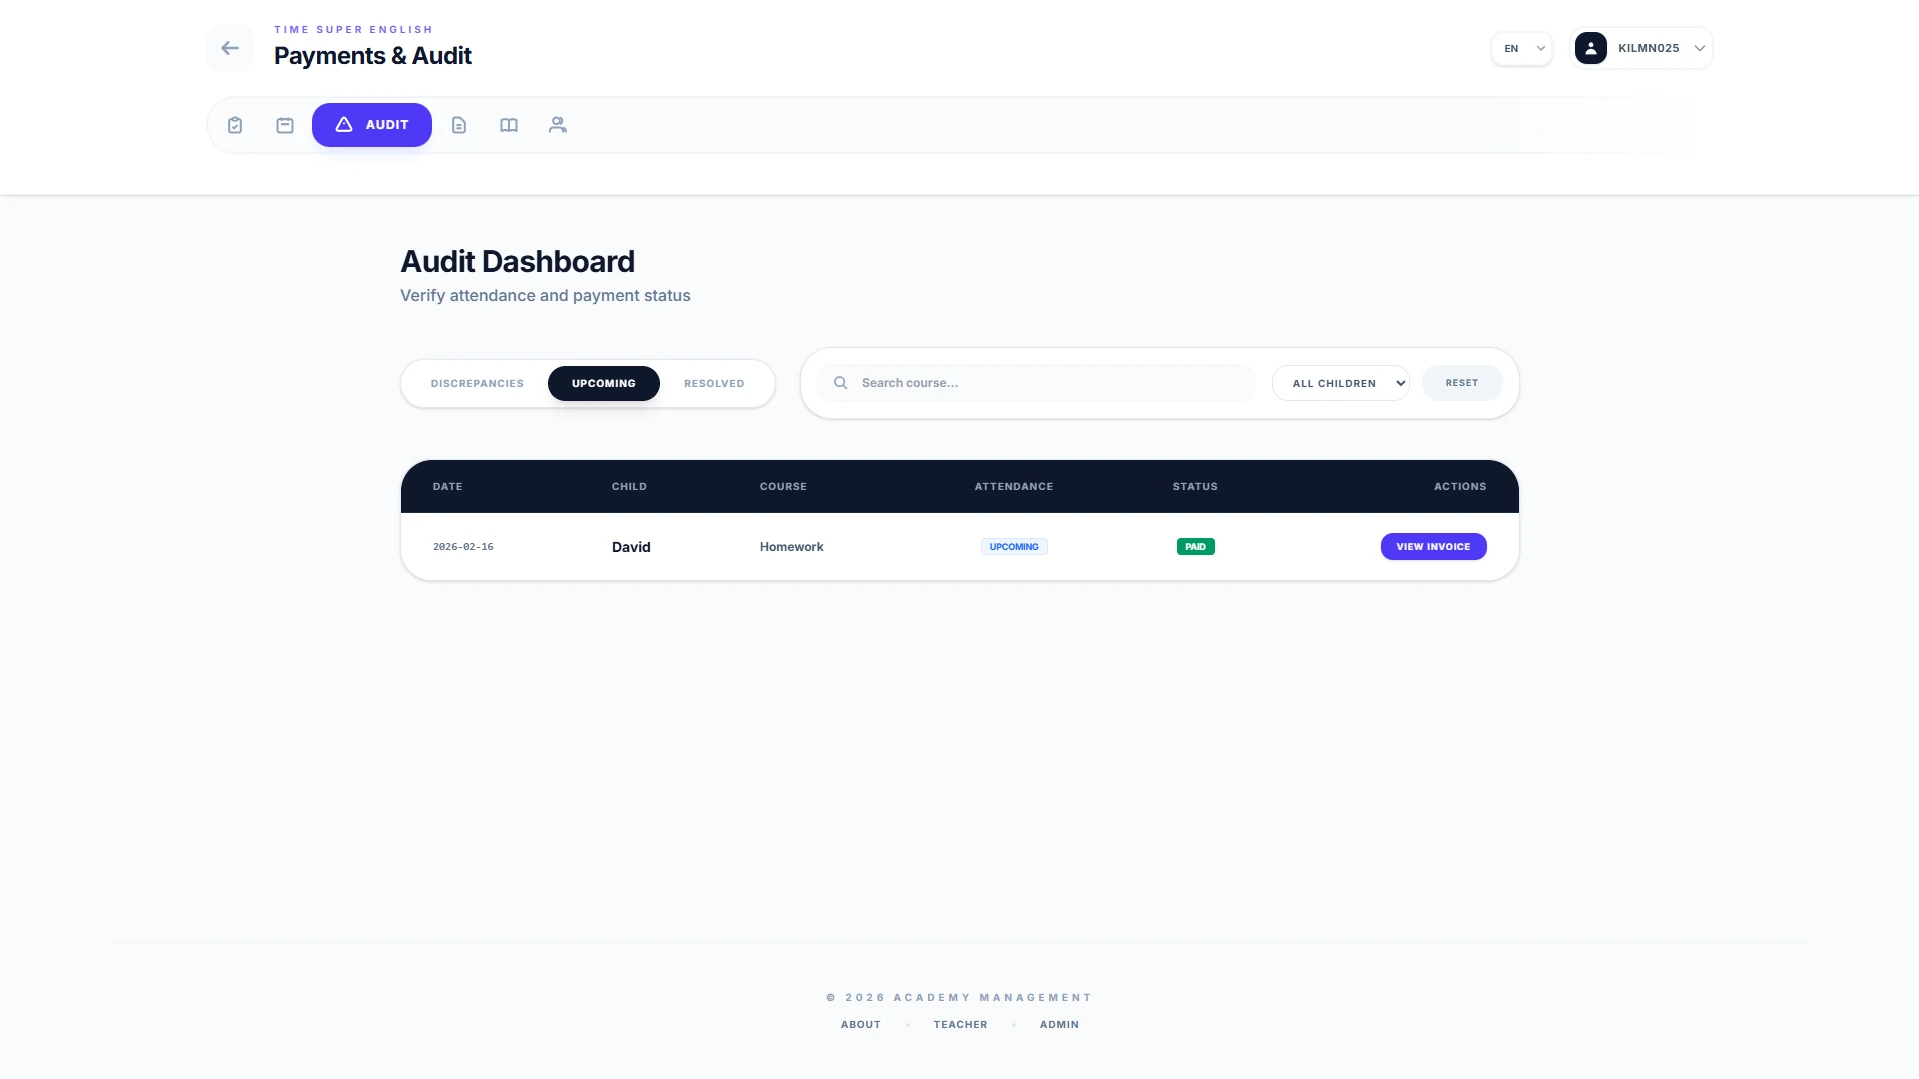 TIME SUPER ENGLISH
Payments & Audit
EN
KILMN025
AUDIT
Audit Dashboard
Verify attendance and payment status
DISCREPANCIES
UPCOMING
RESOLVED
Search course...
ALL CHILDREN
RESET
DATE CHILD COURSE ATTENDANCE STATUS ACTIONS
2026-02-16 David Homework UPCOMING PAID VIEW INVOICE
© 2026 ACADEMY MANAGEMENT
ABOUT TEACHER ADMIN